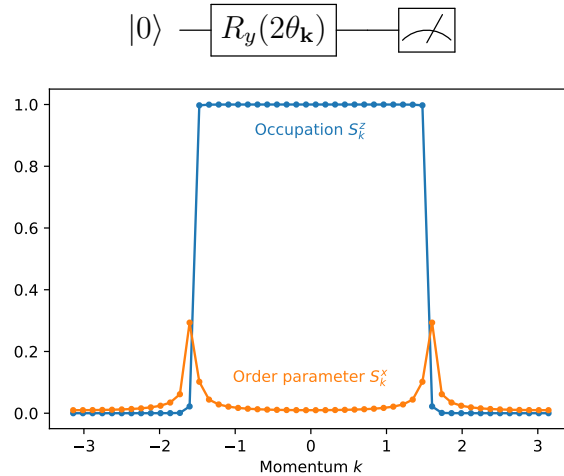 |0⟩ R_y(2θ_𝐤)
1.0
Occupation S_k^z
0.8
0.6
0.4
0.2
Order parameter S_k^x
0.0
−3 −2 −1 0 1 2 3
Momentum k